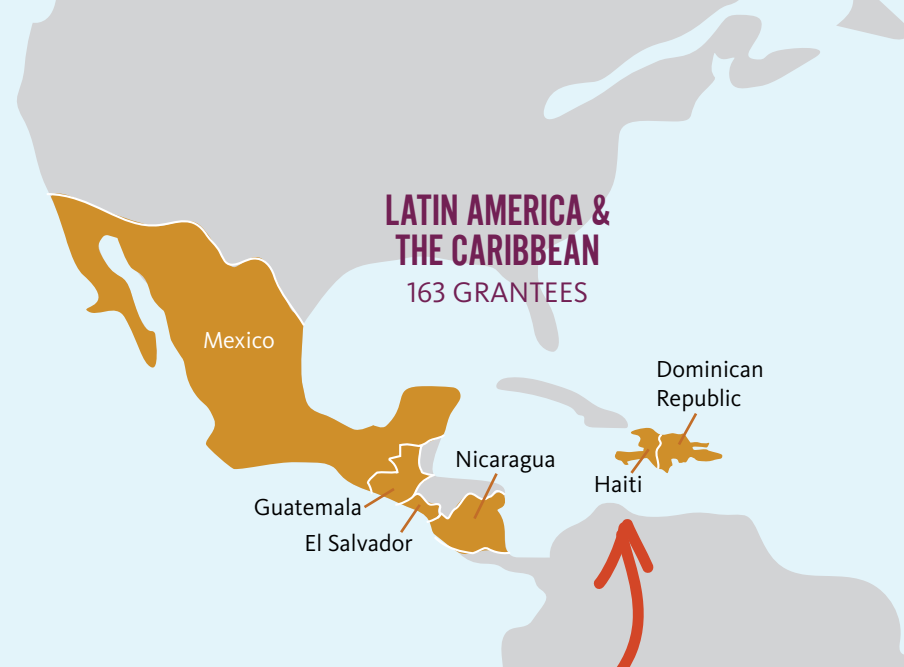 LATIN AMERICA &
THE CARIBBEAN
163 GRANTEES
Mexico
Dominican
Republic
Nicaragua
Haiti
Guatemala
El Salvador